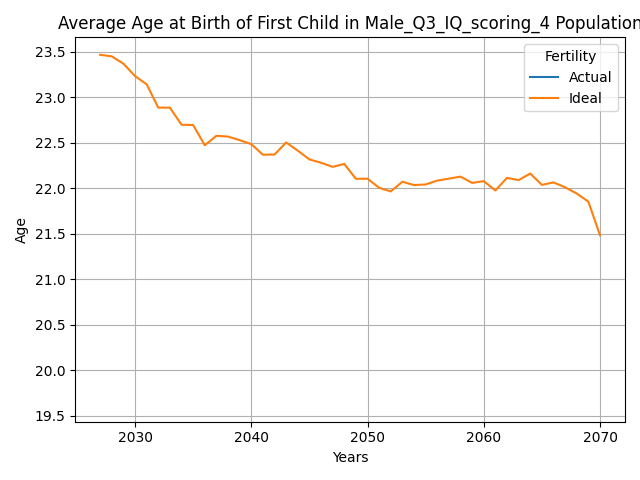 Average Age at Birth of First Child in Male_Q3_IQ_scoring_4 Population
23.5
23.0
22.5
22.0
21.5
21.0
20.5
20.0
19.5
Age
Fertility
Actual
Ideal
2030 2040 2050 2060 2070
Years